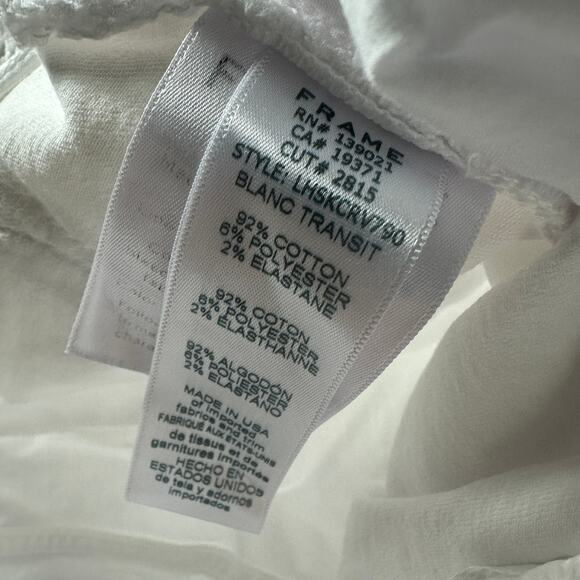 FRAME
RN# 139021
CA# 19371
CUT# 2815
STYLE: LHSKCRV790
BLANC TRANSIT
92% COTTON
6% POLYESTER
2% ELASTANE
92% COTON
6% POLYESTER
2% ELASTHANNE
92% ALGODÓN
6% POLIESTER
2% ELASTANO
MADE IN USA
of imported
fabrics and trim
FABRIQUÉ AUX ÉTATS-UNIS
de tissus et de
garnitures importés
HECHO EN
ESTADOS UNIDOS
de tela y adornos
importados